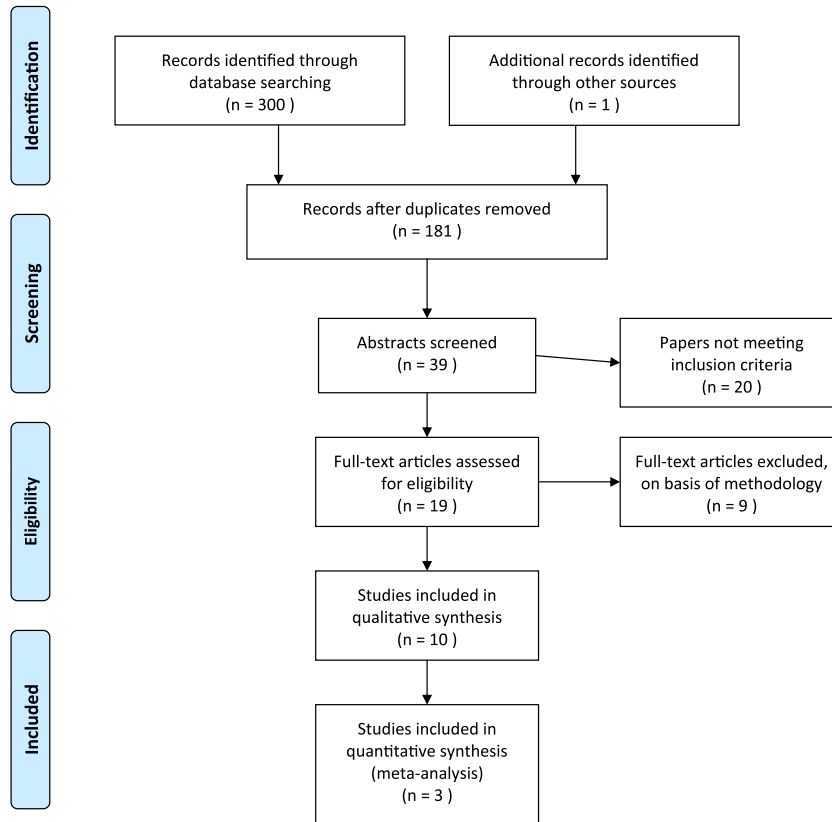 Identification
Records identified through
database searching
(n = 300 )
Additional records identified
through other sources
(n = 1 )
Records after duplicates removed
(n = 181 )
Screening
Abstracts screened
(n = 39 )
Papers not meeting
inclusion criteria
(n = 20 )
Eligibility
Full-text articles assessed
for eligibility
(n = 19 )
Full-text articles excluded,
on basis of methodology
(n = 9 )
Studies included in
qualitative synthesis
(n = 10 )
Included
Studies included in
quantitative synthesis
(meta-analysis)
(n = 3 )